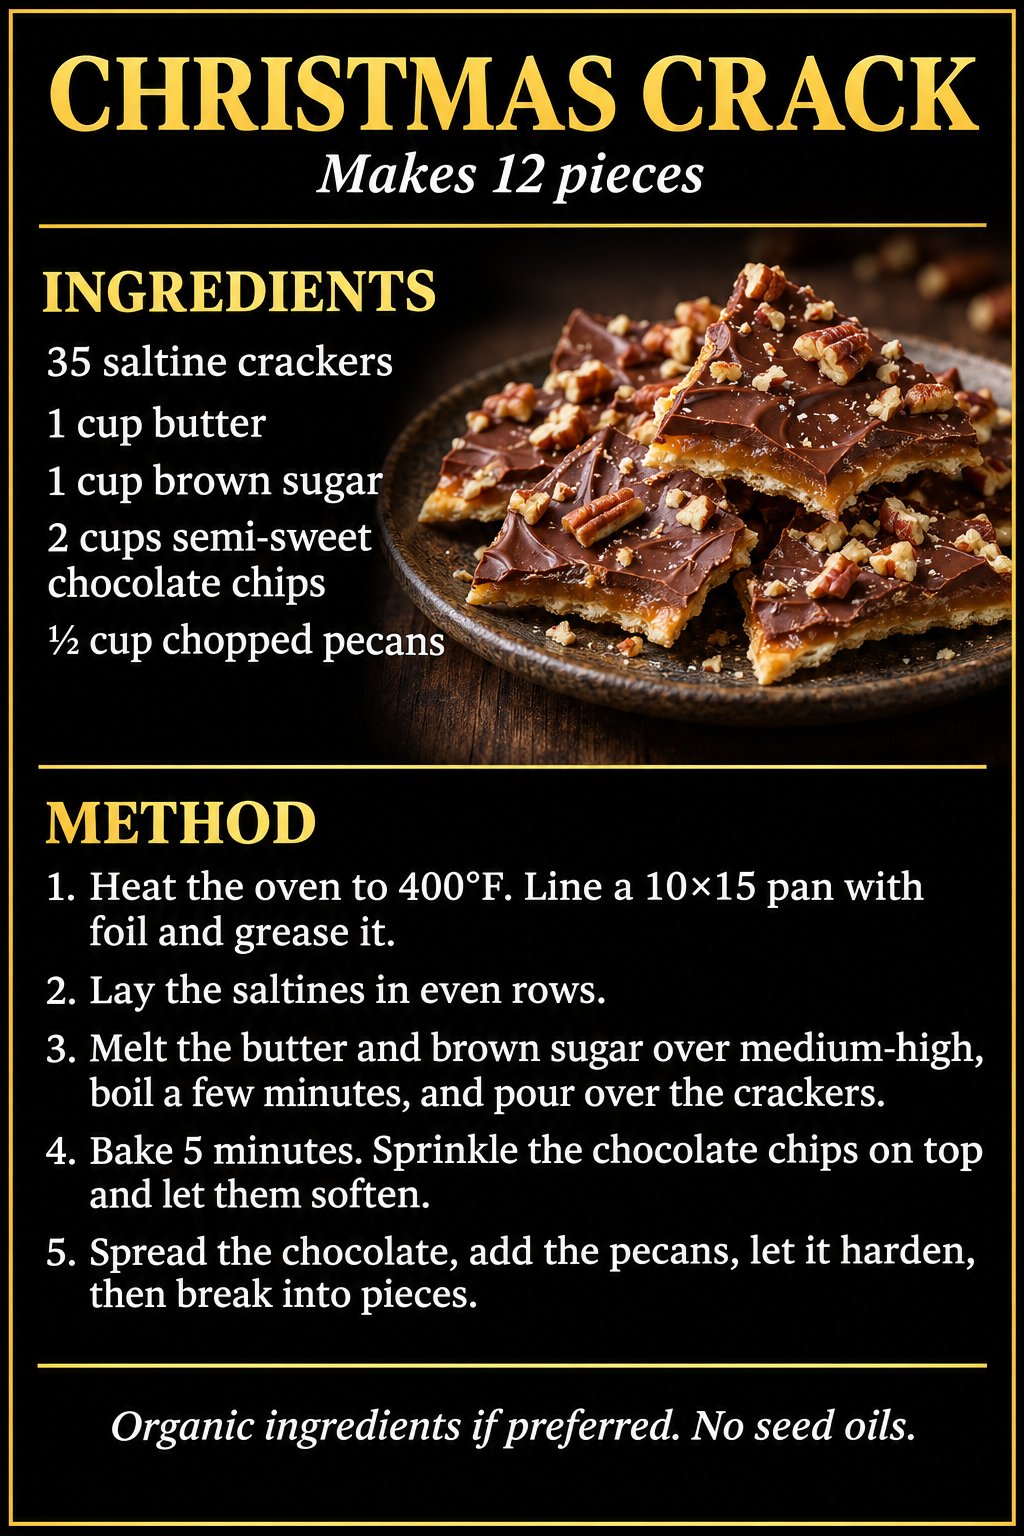 CHRISTMAS CRACK
Makes 12 pieces
INGREDIENTS
35 saltine crackers
1 cup butter
1 cup brown sugar
2 cups semi-sweet
chocolate chips
½ cup chopped pecans
METHOD
1. Heat the oven to 400°F. Line a 10×15 pan with
foil and grease it.
2. Lay the saltines in even rows.
3. Melt the butter and brown sugar over medium-high,
boil a few minutes, and pour over the crackers.
4. Bake 5 minutes. Sprinkle the chocolate chips on top
and let them soften.
5. Spread the chocolate, add the pecans, let it harden,
then break into pieces.
Organic ingredients if preferred. No seed oils.